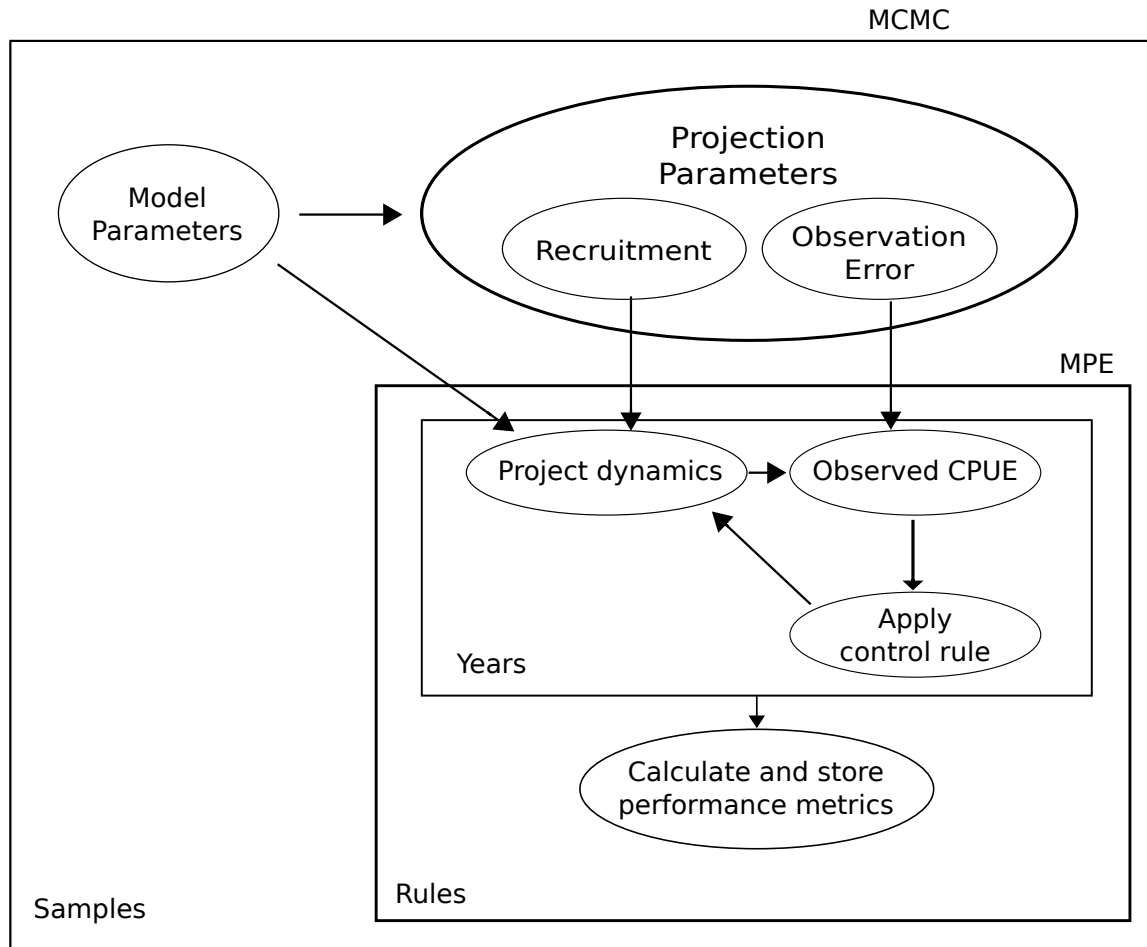 MCMC
Projection
Parameters
Model
Parameters
Recruitment
Observation
Error
MPE
Project dynamics
Observed CPUE
Apply
control rule
Years
Calculate and store
performance metrics
Rules
Samples